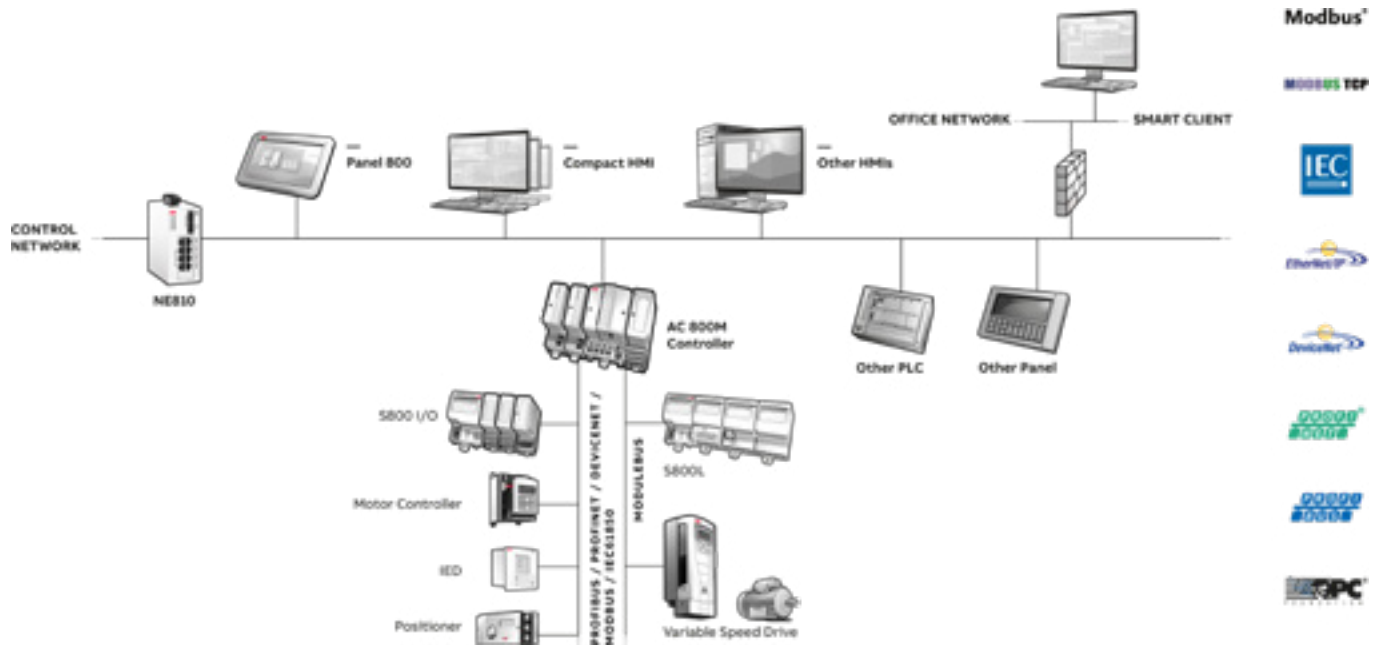 Modbus®
MODBUS TCP
OFFICE NETWORK
SMART CLIENT
Panel 800
Compact HMI
Other HMIs
IEC
CONTROL
NETWORK
EtherNet/IP
NE810
AC 800M
Controller
DeviceNet
Other PLC
Other Panel
S800 I/O
PROFIBUS / PROFINET / DEVICENET /
MODBUS / IEC61850
MODULEBUS
S800L
Motor Controller
IED
Positioner
Variable Speed Drive
OPC
FOUNDATION